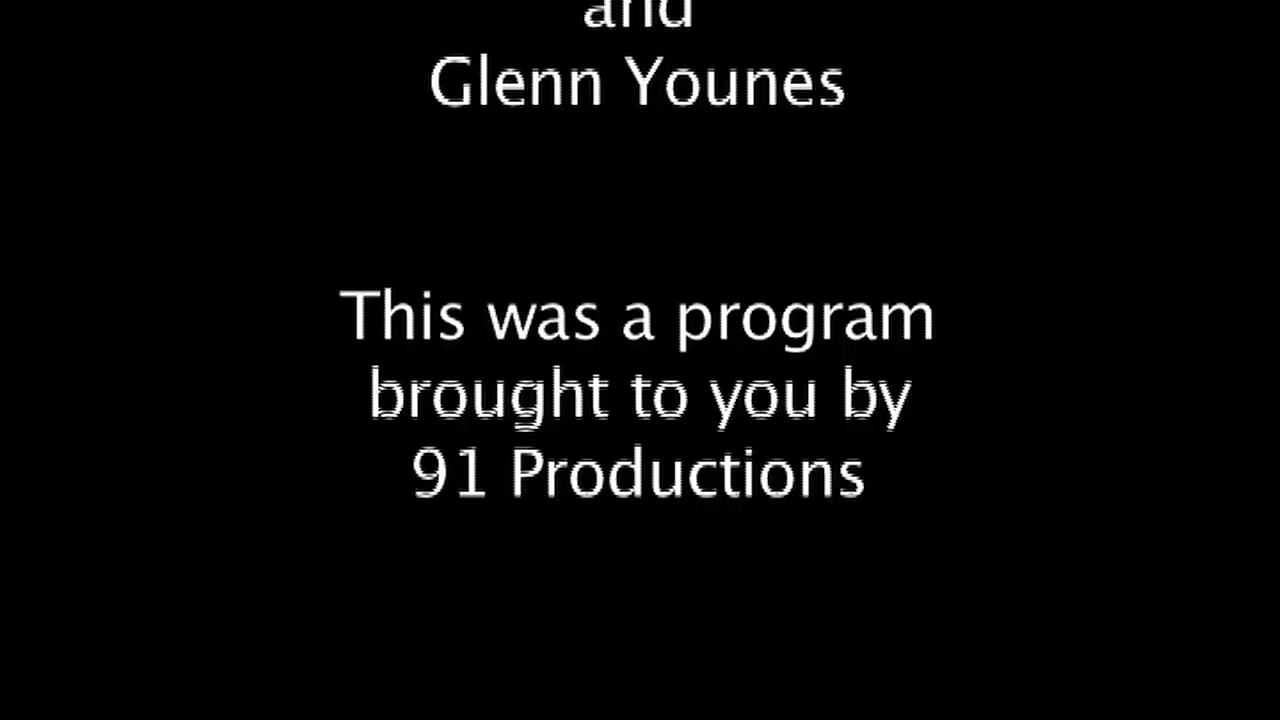 and
Glenn Younes
This was a program
brought to you by
91 Productions